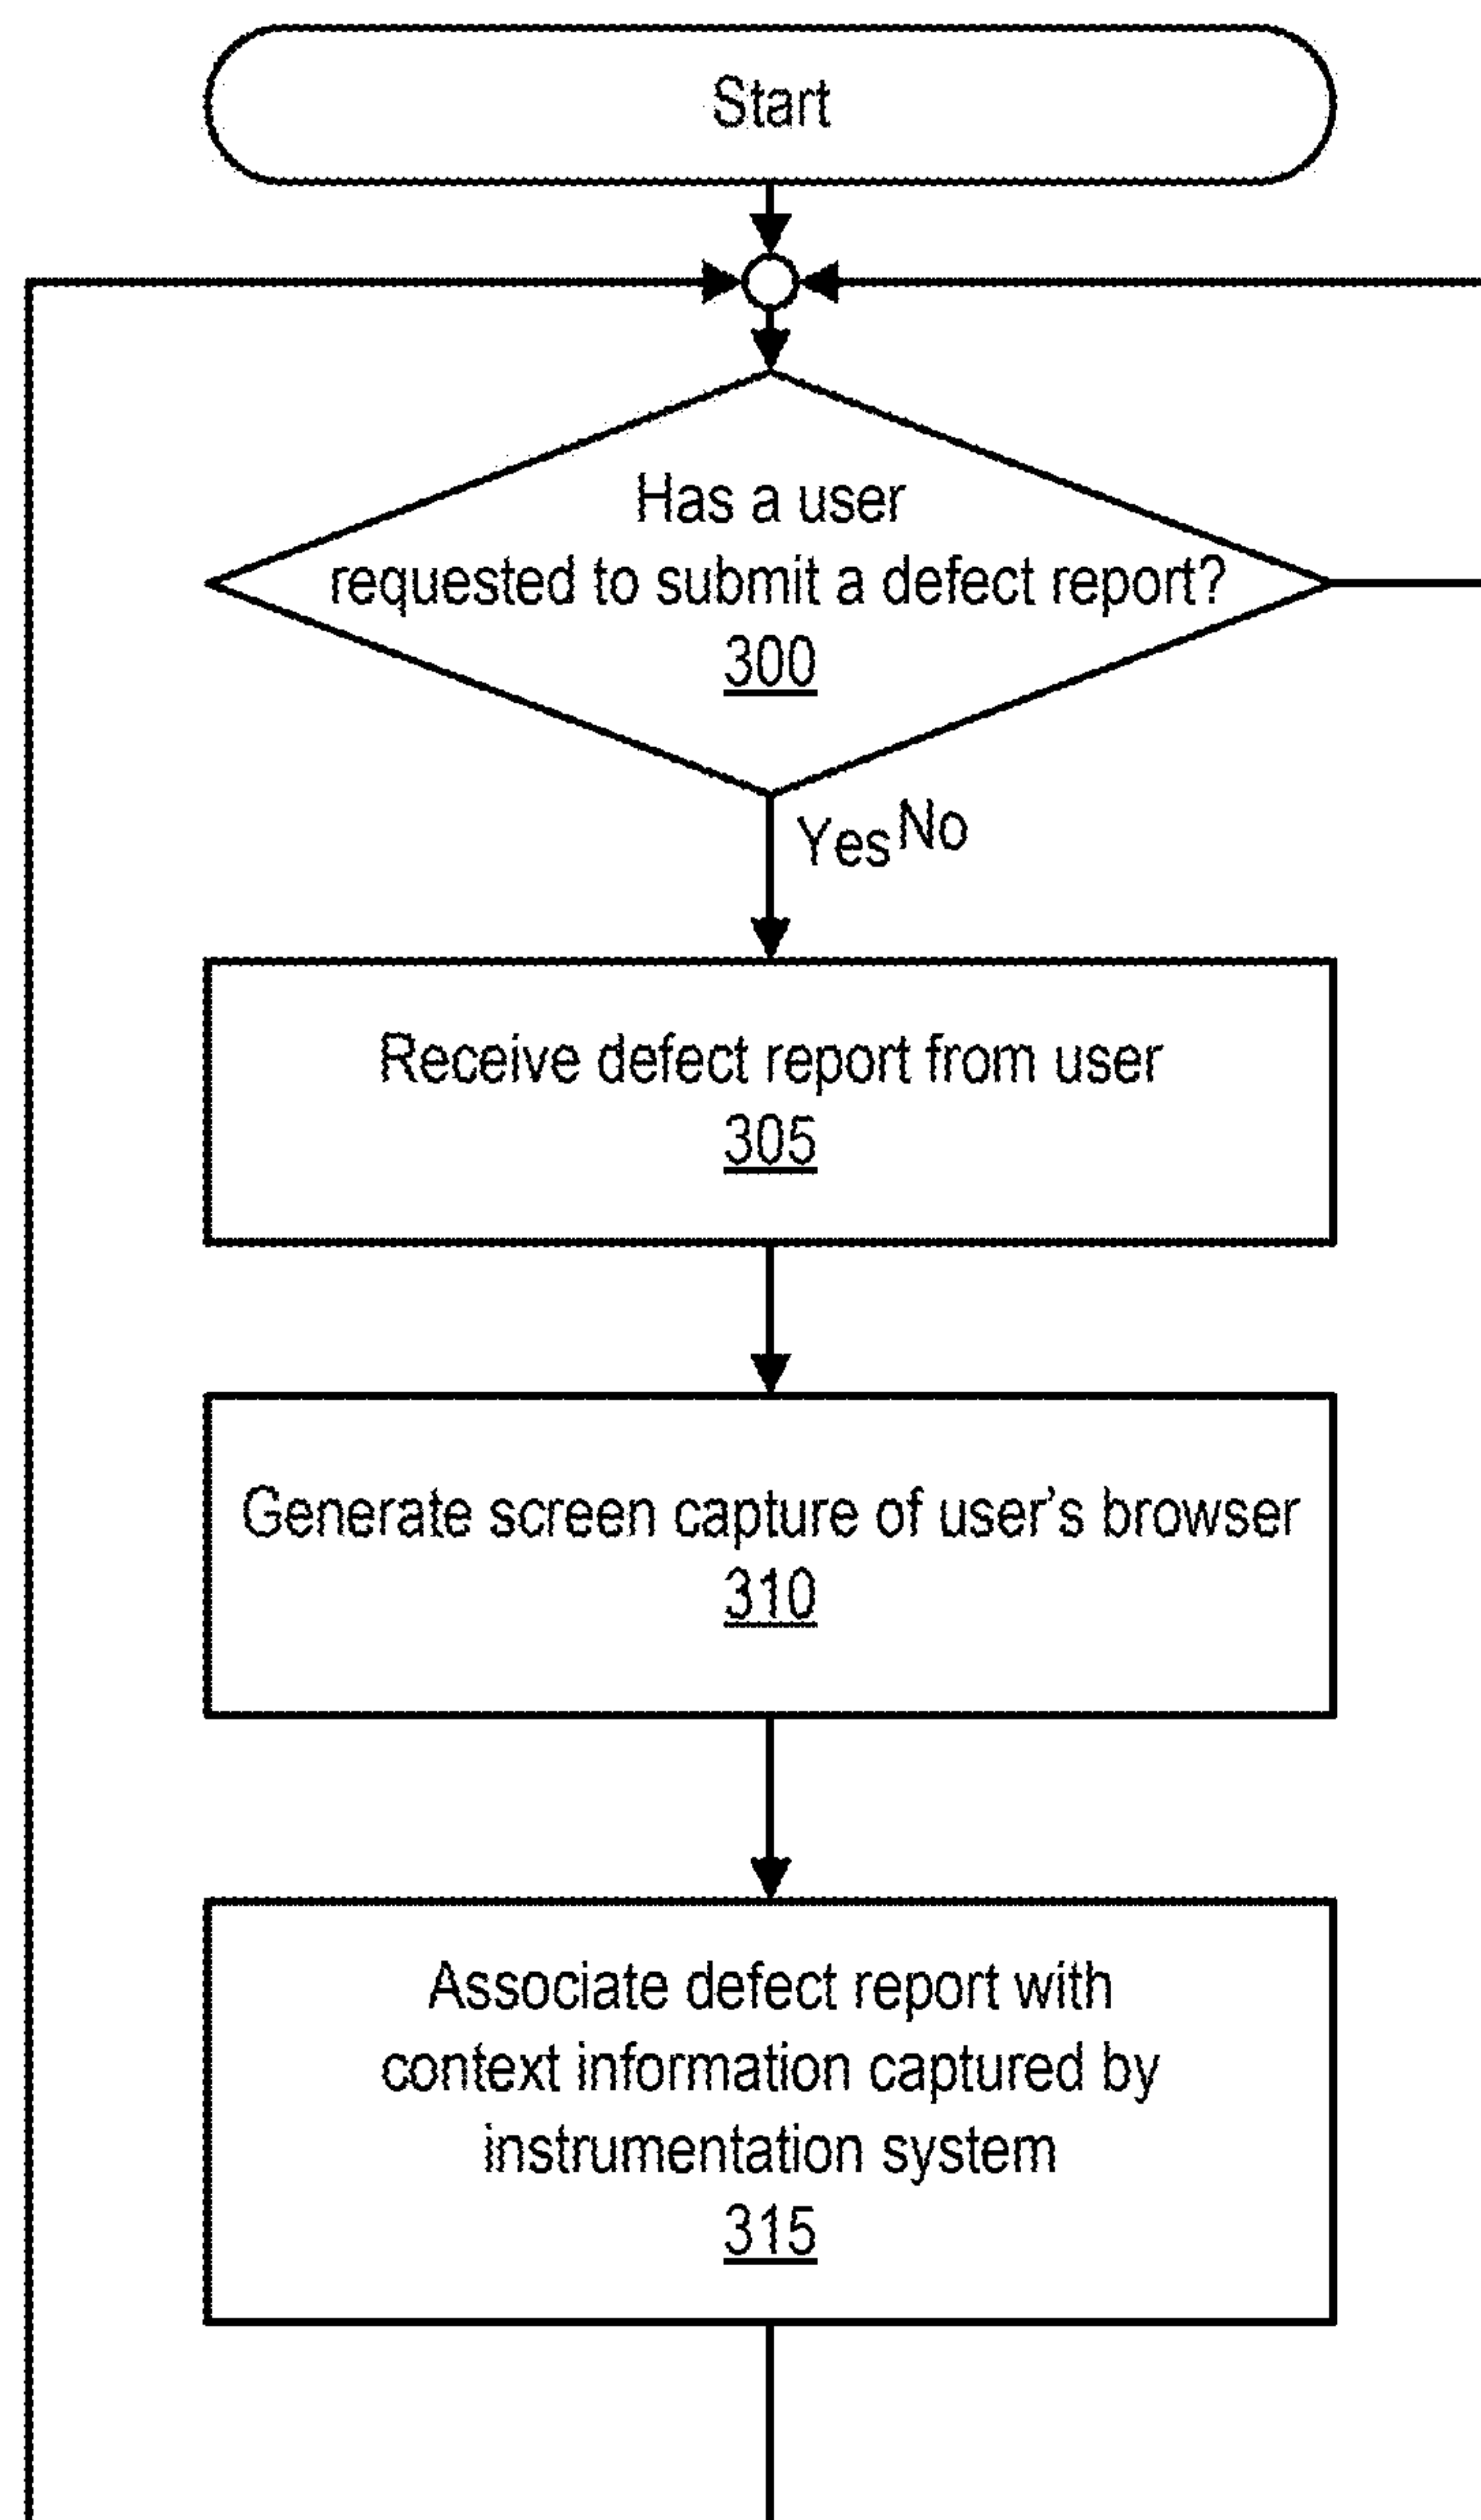 Start
Has a user
requested to submit a defect report?
300
Yes No
Receive defect report from user
305
Generate screen capture of user's browser
310
Associate defect report with
context information captured by
instrumentation system
315